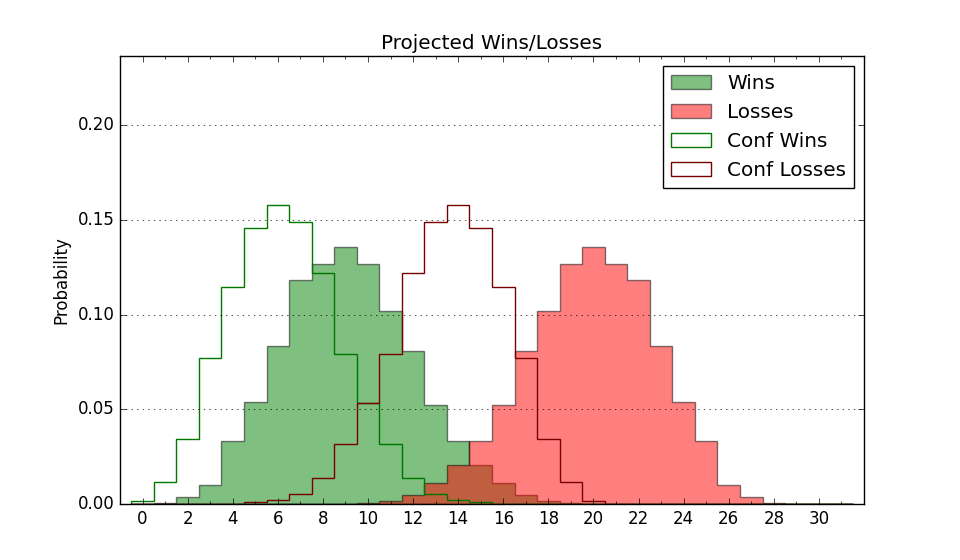 Projected Wins/Losses
Wins
Losses
Conf Wins
Conf Losses
Probability
0.20
0.15
0.10
0.05
0.00
0 2 4 6 8 10 12 14 16 18 20 22 24 26 28 30